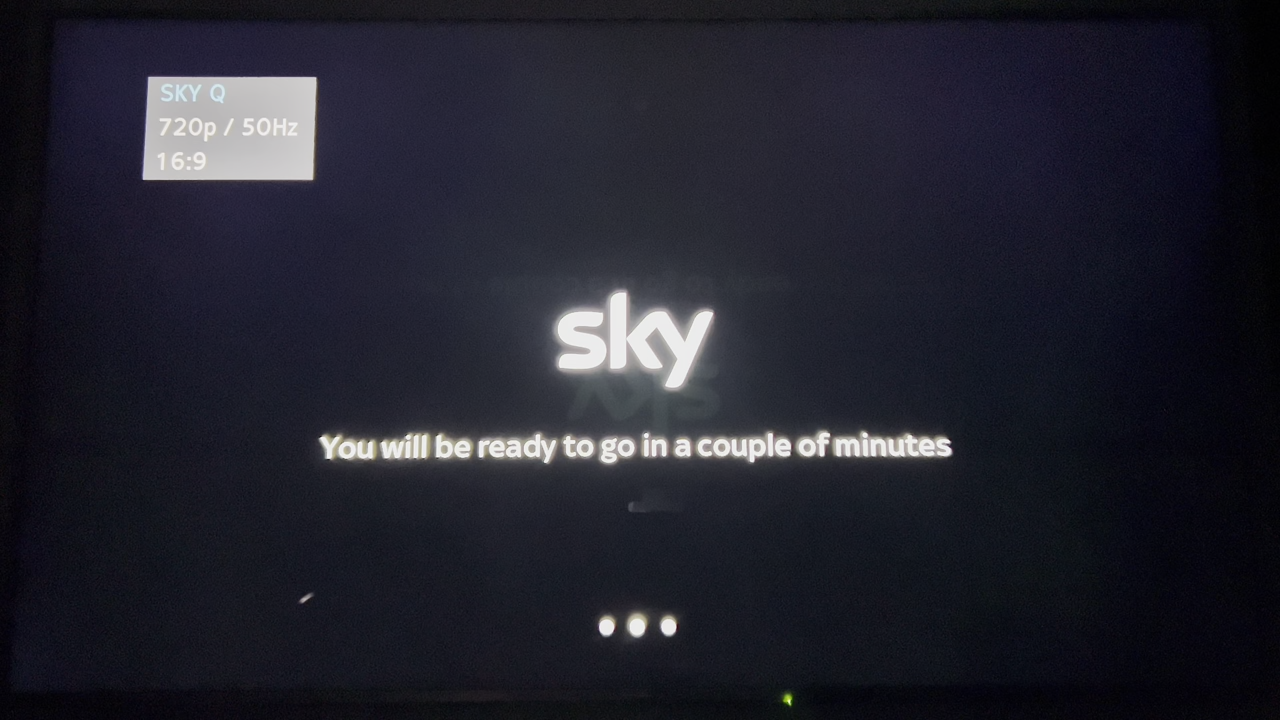 SKY Q
720p / 50Hz
16:9
sky
You will be ready to go in a couple of minutes